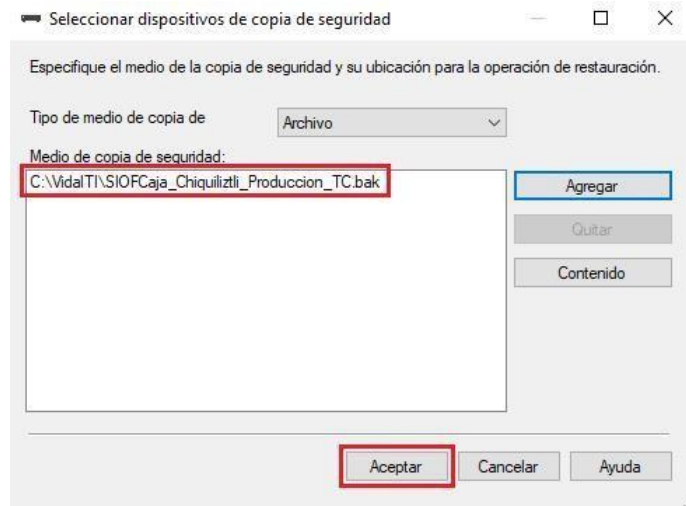 Seleccionar dispositivos de copia de seguridad
Especifique el medio de la copia de seguridad y su ubicación para la operación de restauración.
Tipo de medio de copia de
Archivo
Medio de copia de seguridad:
C:\VidalTI\SIOFCaja_Chiquiliztli_Produccion_TC.bak
Agregar
Quitar
Contenido
Aceptar
Cancelar
Ayuda